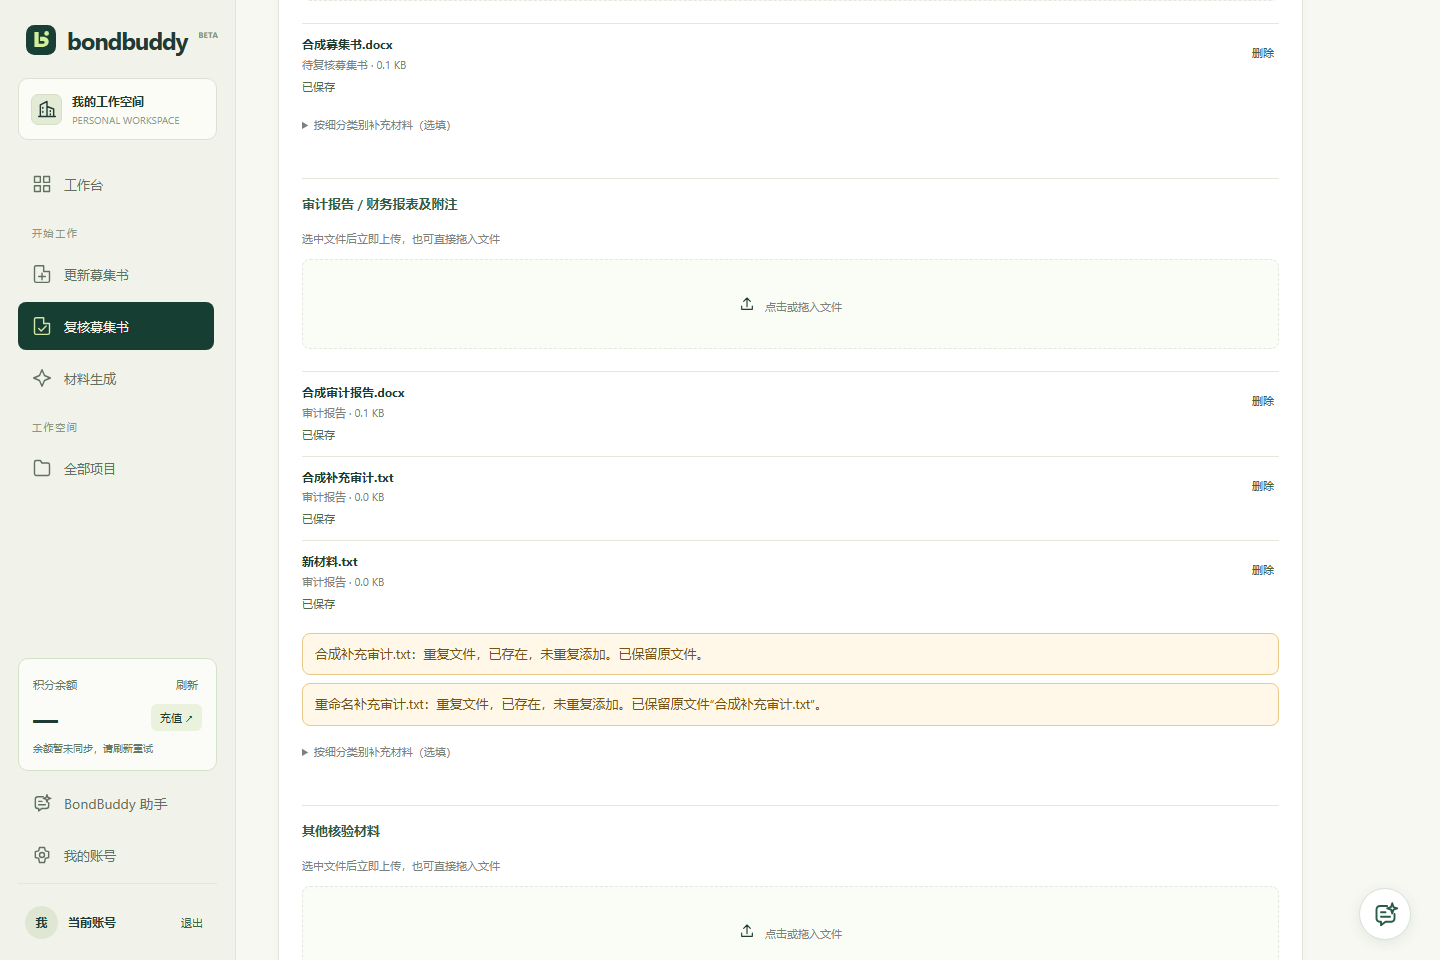 bondbuddy BETA
我的工作空间
PERSONAL WORKSPACE
工作台
开始工作
更新募集书
复核募集书
材料生成
工作空间
全部项目
积分余额 刷新
— 充值 ↗
余额暂未同步，请刷新重试
BondBuddy 助手
我的账号
我 当前账号 退出
合成募集书.docx
待复核募集书 · 0.1 KB
已保存
删除
▶ 按细分类别补充材料（选填）
审计报告 / 财务报表及附注
选中文件后立即上传，也可直接拖入文件
点击或拖入文件
合成审计报告.docx
审计报告 · 0.1 KB
已保存
删除
合成补充审计.txt
审计报告 · 0.0 KB
已保存
删除
新材料.txt
审计报告 · 0.0 KB
已保存
删除
合成补充审计.txt：重复文件，已存在，未重复添加。已保留原文件。
重命名补充审计.txt：重复文件，已存在，未重复添加。已保留原文件“合成补充审计.txt”。
▶ 按细分类别补充材料（选填）
其他核验材料
选中文件后立即上传，也可直接拖入文件
点击或拖入文件